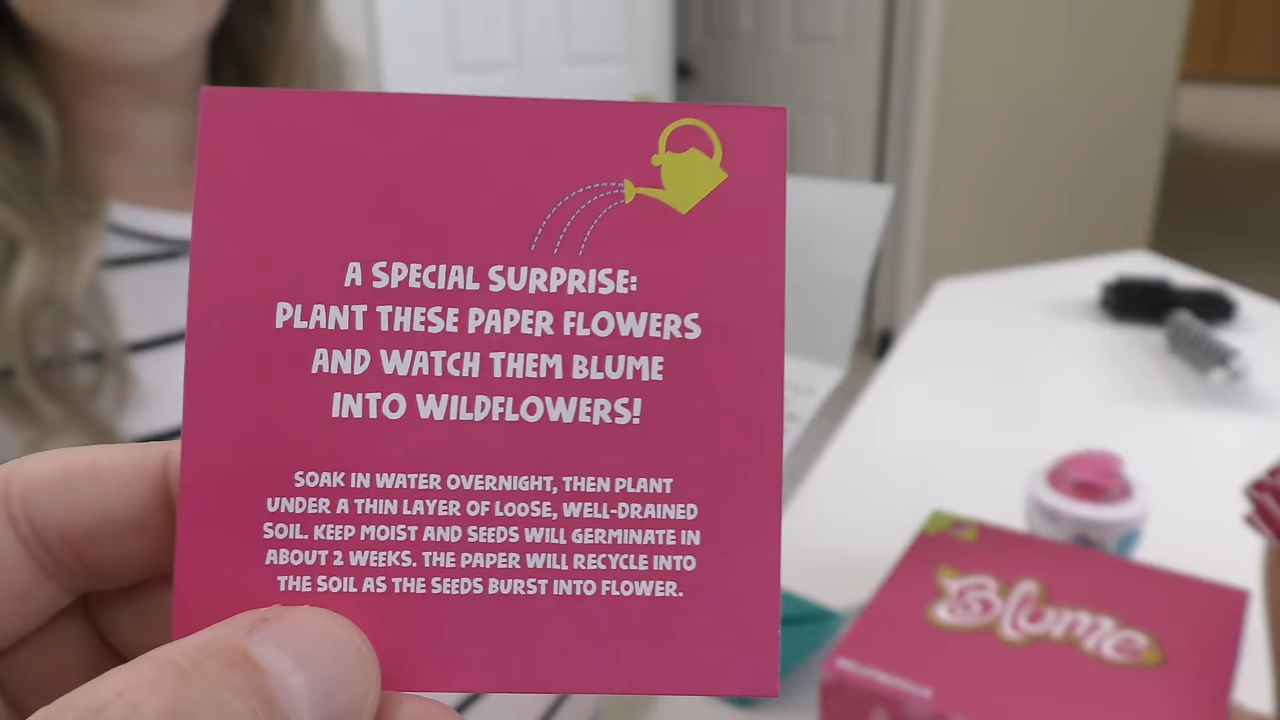 A SPECIAL SURPRISE:
PLANT THESE PAPER FLOWERS
AND WATCH THEM BLUME
INTO WILDFLOWERS!
SOAK IN WATER OVERNIGHT, THEN PLANT
UNDER A THIN LAYER OF LOOSE, WELL-DRAINED
SOIL. KEEP MOIST AND SEEDS WILL GERMINATE IN
ABOUT 2 WEEKS. THE PAPER WILL RECYCLE INTO
THE SOIL AS THE SEEDS BURST INTO FLOWER.
Blume